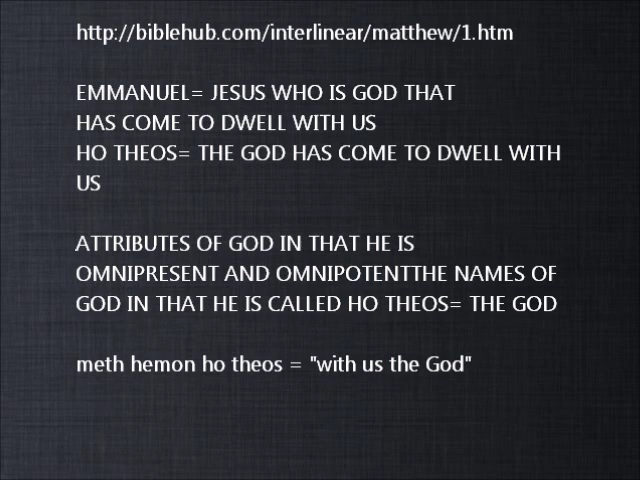 http://biblehub.com/interlinear/matthew/1.htm
EMMANUEL= JESUS WHO IS GOD THAT
HAS COME TO DWELL WITH US
HO THEOS= THE GOD HAS COME TO DWELL WITH
US
ATTRIBUTES OF GOD IN THAT HE IS
OMNIPRESENT AND OMNIPOTENTTHE NAMES OF
GOD IN THAT HE IS CALLED HO THEOS= THE GOD
meth hemon ho theos = "with us the God"